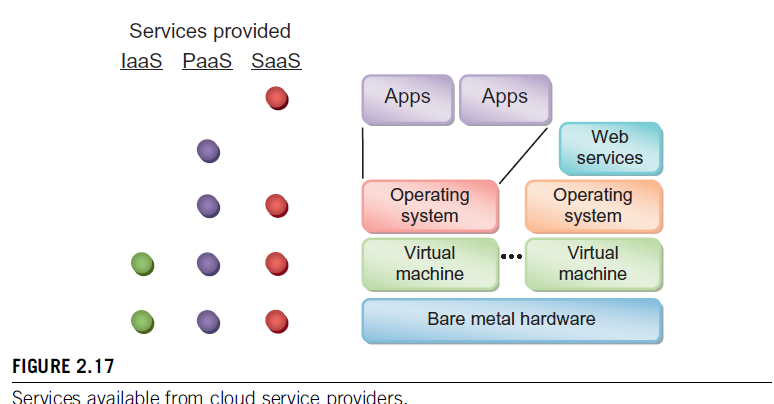 Services provided
IaaS PaaS SaaS
Apps Apps
Web
services
Operating
system
Operating
system
Virtual
machine
Virtual
machine
Bare metal hardware
FIGURE 2.17
Services available from cloud service providers.